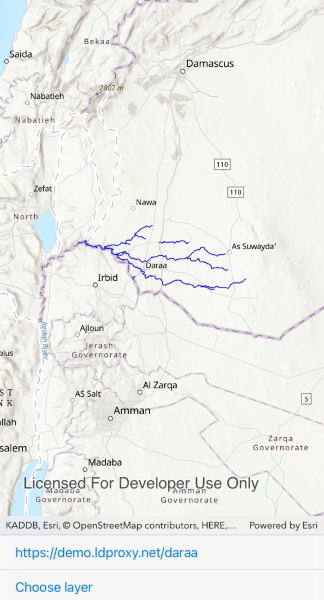 Bekaa
Saida
Damascus
2807 m
Nabatieh
Nabatieh
110
110
Zefat
Nawa
North
As Suwayda'
Daraa
Irbid
Jordan River
Ajloun
Jerash
Governorate
AS Salt
Al Zarqa
5
Amman
Zarqa
Governorate
salem
Madaba
Licensed For Developer Use Only
Madaba
Governorate
Amman
Governorate
KADDB, Esri, © OpenStreetMap contributors, HERE,...
Powered by Esri
https://demo.ldproxy.net/daraa
Choose layer